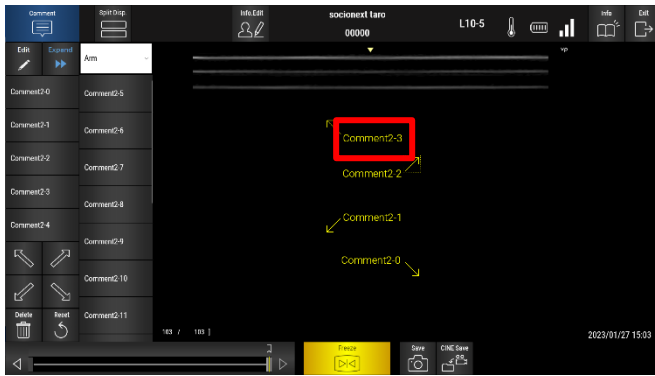 Comment
Split Disp.
Info.Edit
socionext taro
00000
L10-5
Info
Exit
Edit
Expand
Arm
VP
Comment2-0
Comment2-1
Comment2-2
Comment2-3
Comment2-4
Comment2-5
Comment2-6
Comment2-7
Comment2-8
Comment2-9
Comment2-10
Comment2-11
Comment2-3
Comment2-2
Comment2-1
Comment2-0
Delete
Reset
103 / 103 ]
2023/01/27 15:03
Freeze
Save
CINE Save